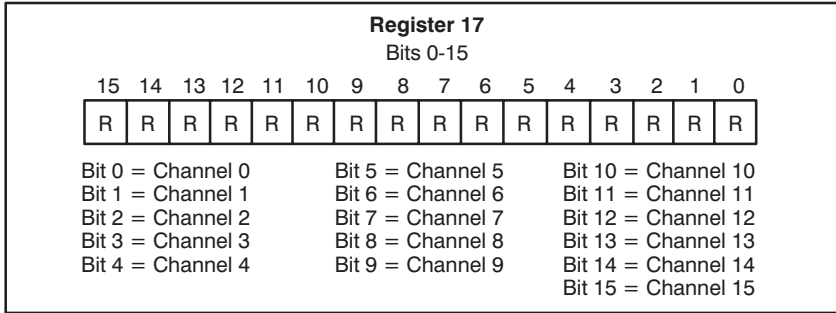 Register 17
Bits 0-15
15 14 13 12 11 10 9 8 7 6 5 4 3 2 1 0
R R R R R R R R R R R R R R R R
Bit 0 = Channel 0
Bit 1 = Channel 1
Bit 2 = Channel 2
Bit 3 = Channel 3
Bit 4 = Channel 4
Bit 5 = Channel 5
Bit 6 = Channel 6
Bit 7 = Channel 7
Bit 8 = Channel 8
Bit 9 = Channel 9
Bit 10 = Channel 10
Bit 11 = Channel 11
Bit 12 = Channel 12
Bit 13 = Channel 13
Bit 14 = Channel 14
Bit 15 = Channel 15